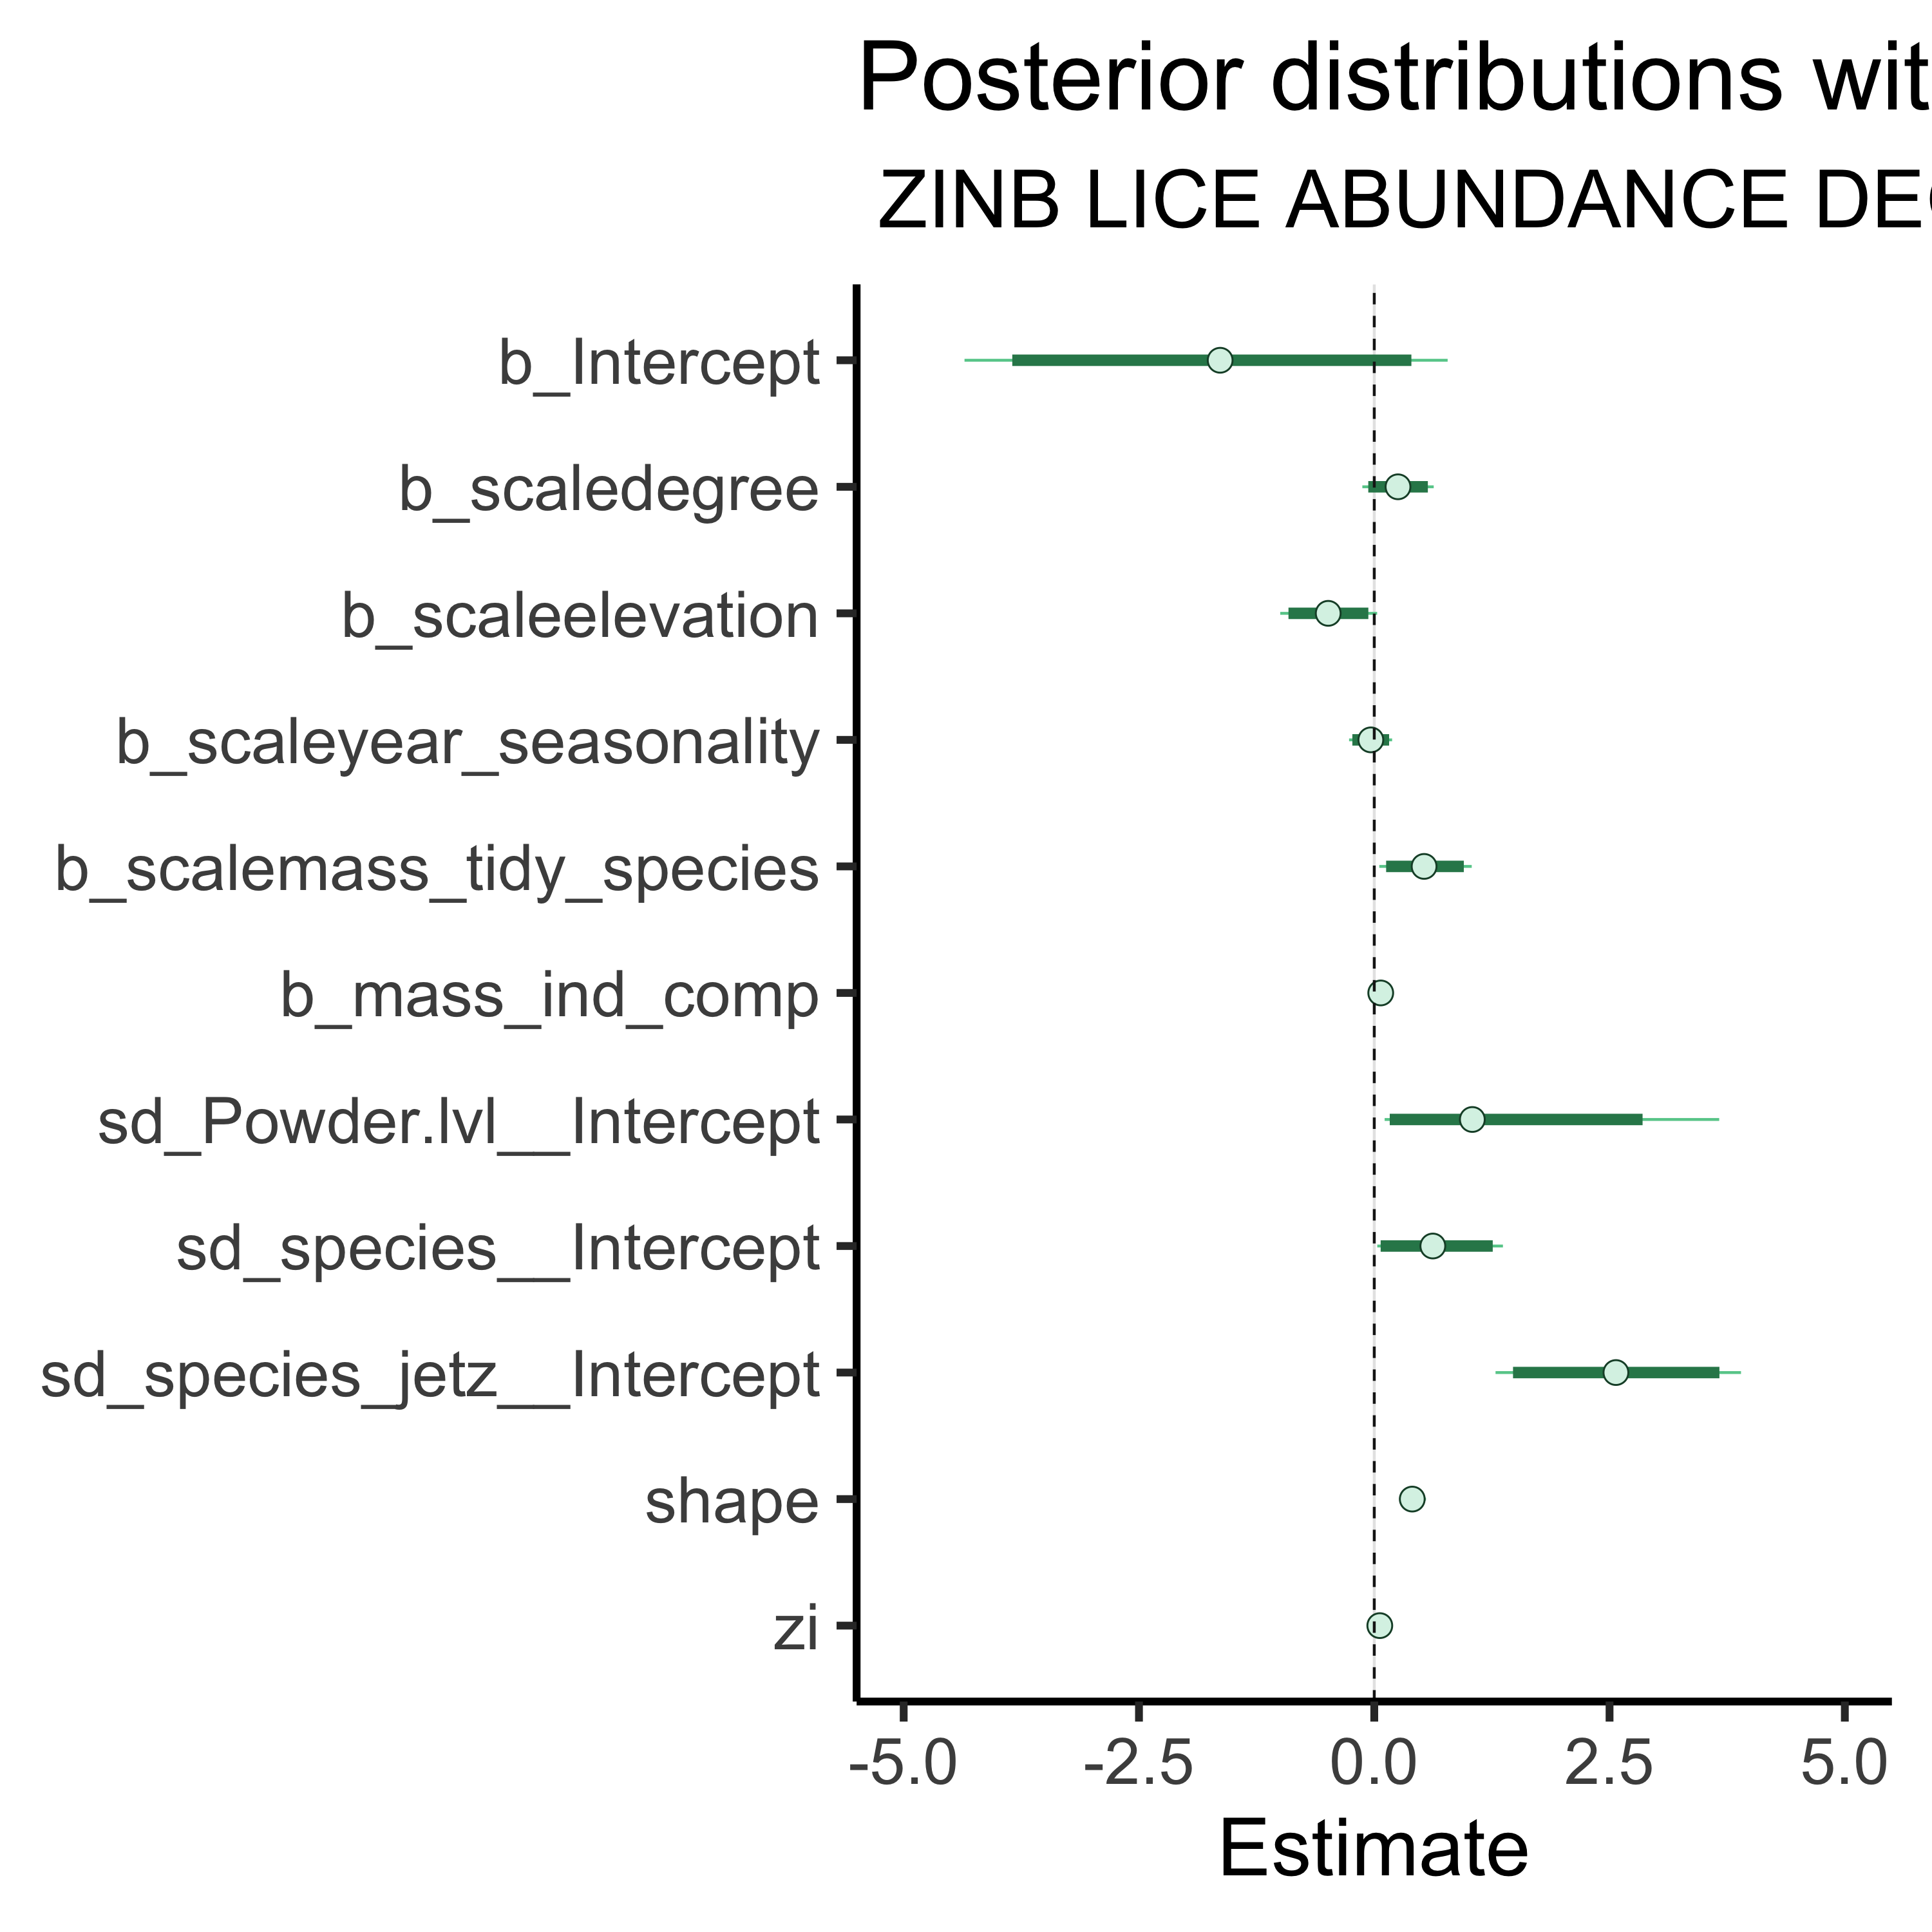 Posterior distributions wit
ZINB LICE ABUNDANCE DE
b_Intercept
b_scaledegree
b_scaleelevation
b_scaleyear_seasonality
b_scalemass_tidy_species
b_mass_ind_comp
sd_Powder.lvl__Intercept
sd_species__Intercept
sd_species_jetz__Intercept
shape
zi
-5.0 -2.5 0.0 2.5 5.0
Estimate